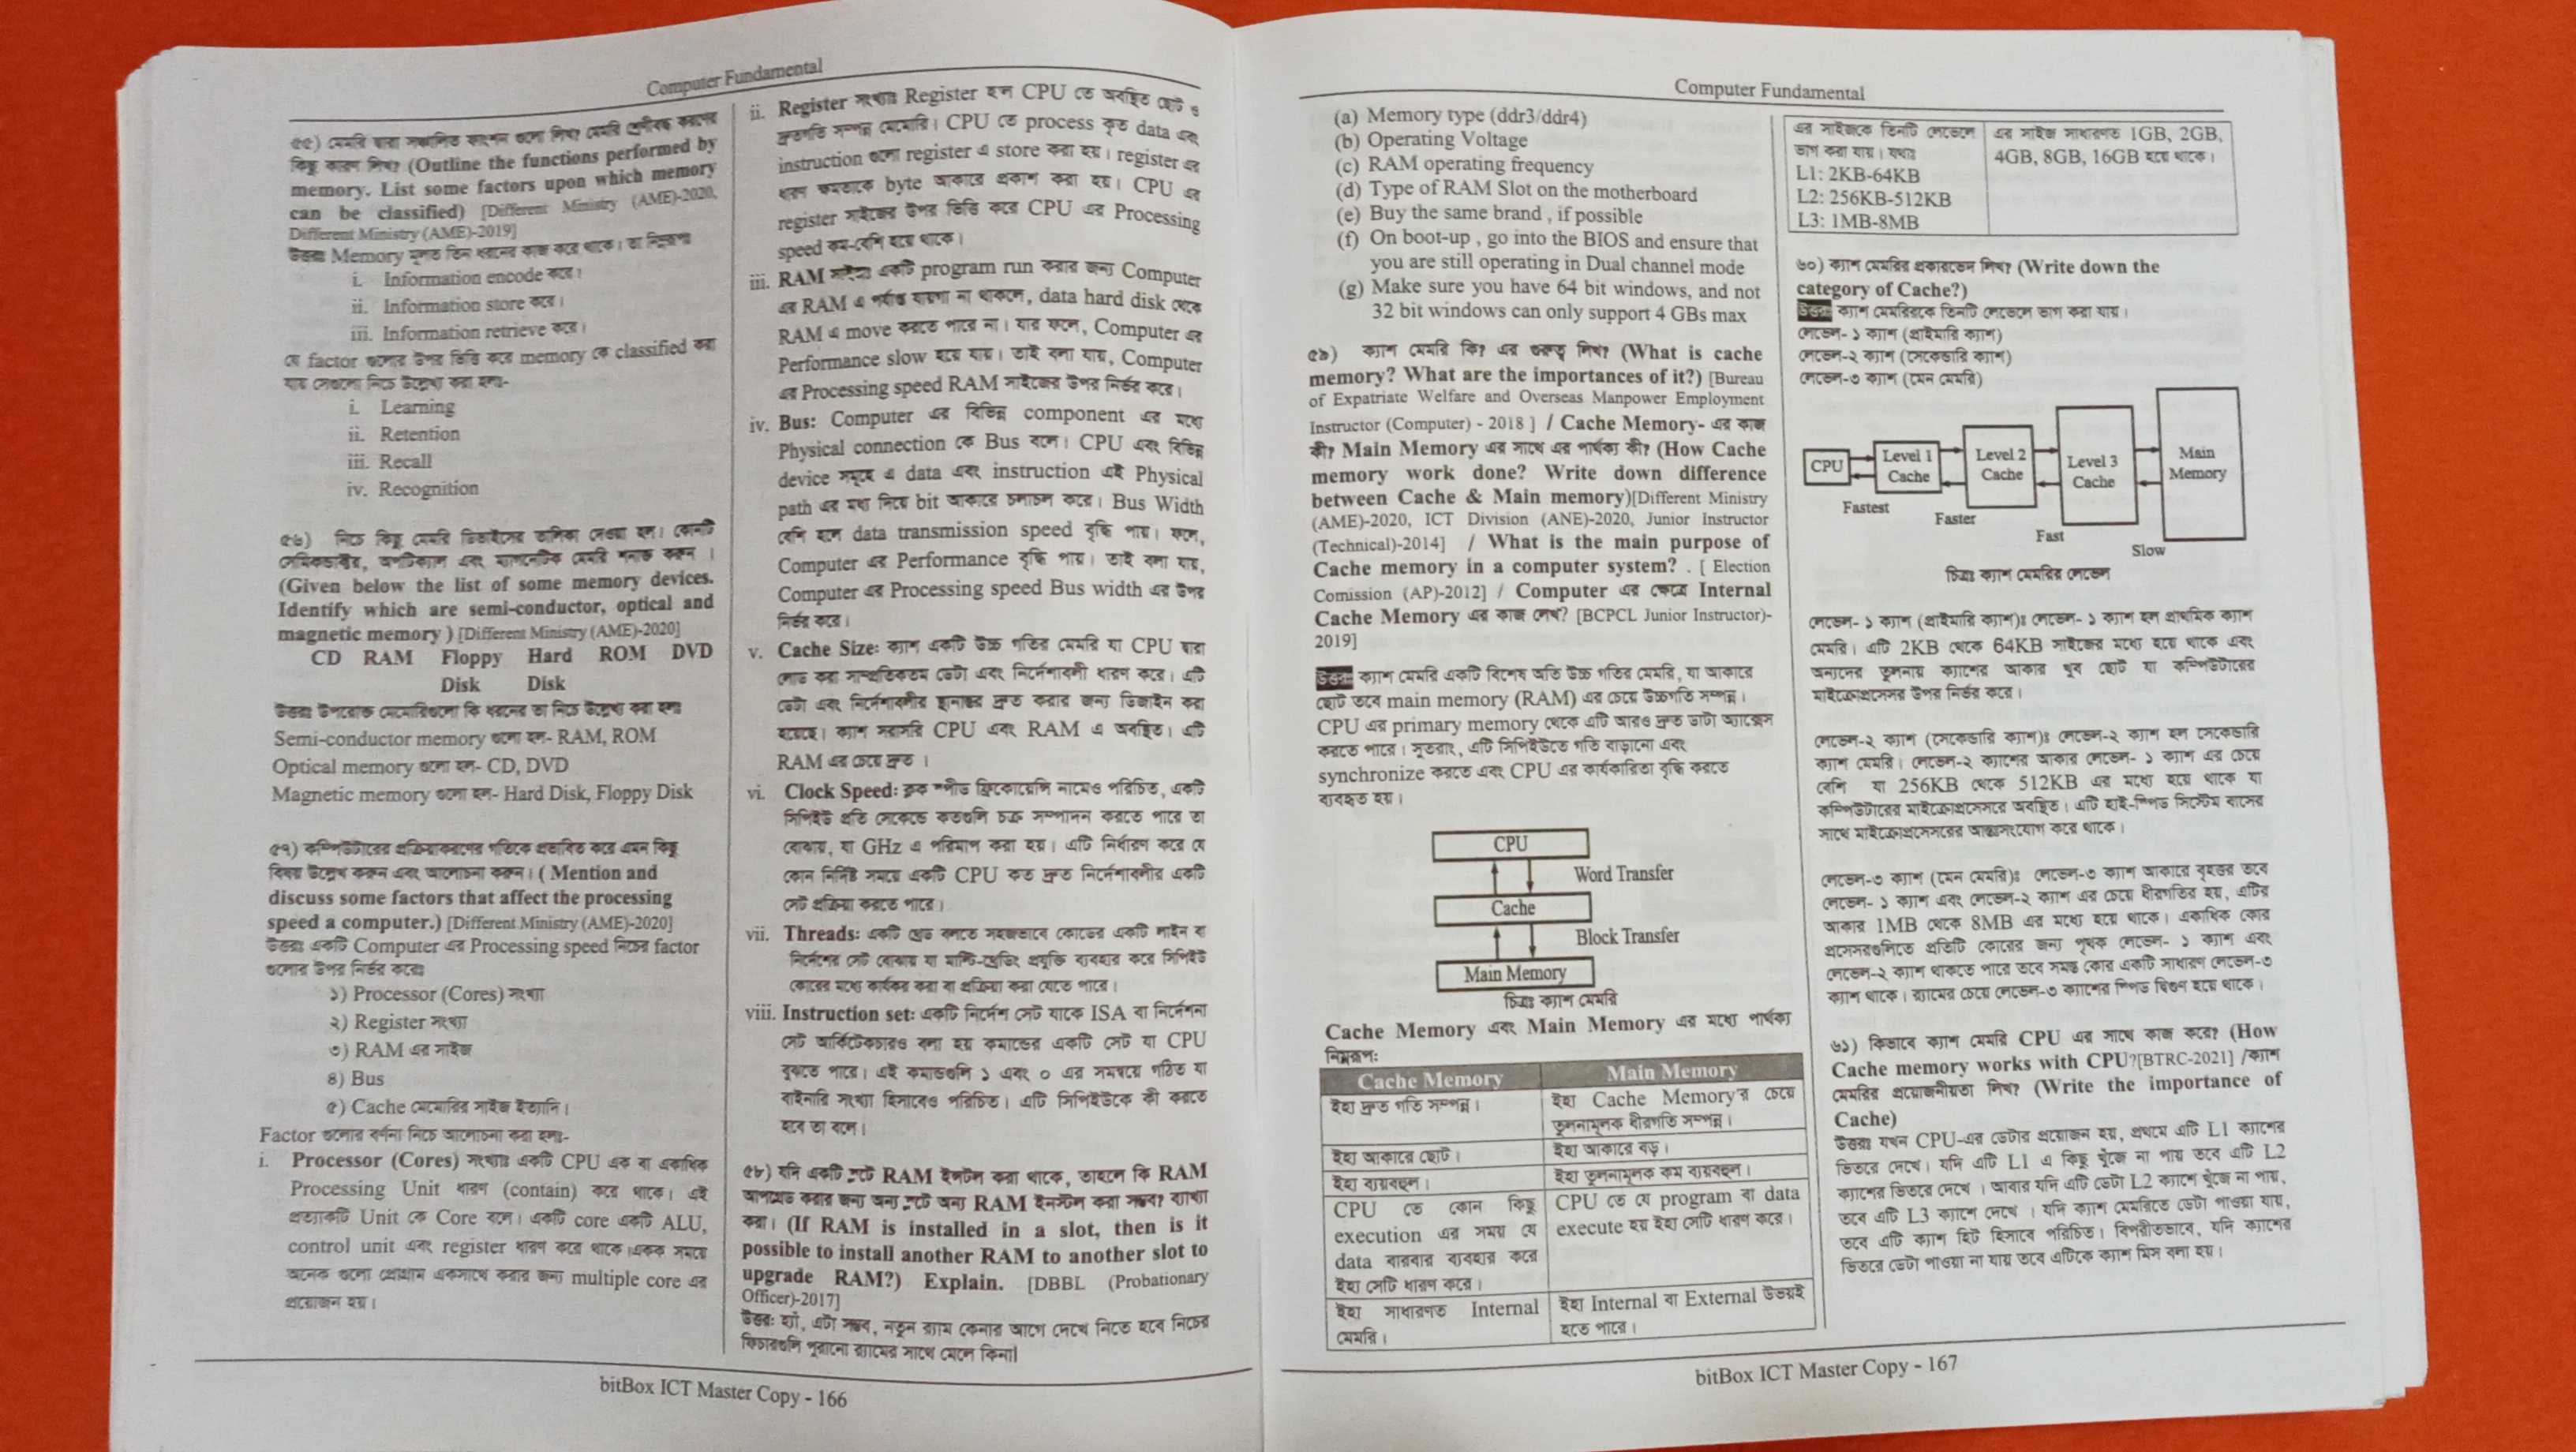 Computer Fundamental
৫৫) মেমরি দ্বারা সঞ্চালিত ফাংশন গুলো লিখ? মেমরি শ্রেণীবদ্ধ করণের
কিছু কারণ লিখ? (Outline the functions performed by
memory. List some factors upon which memory
can be classified) [Different Ministry (AME)-2020,
Different Ministry (AME)-2019]
উত্তরঃ Memory মূলত তিন ধরনের কাজ করে থাকে। তা নিম্নরূপঃ
i. Information encode করে।
ii. Information store করে।
iii. Information retrieve করে।
যে factor গুলোর উপর ভিত্তি করে memory কে classified করা
যায় সেগুলো নিচে উল্লেখ করা হলঃ-
i. Learning
ii. Retention
iii. Recall
iv. Recognition
৫৬) নিচে কিছু মেমরি ডিভাইসের তালিকা দেওয়া হল। কোনটি
সেমিকন্ডাক্টর, অপটিক্যাল এবং ম্যাগনেটিক মেমরি শনাক্ত করুন ।
(Given below the list of some memory devices.
Identify which are semi-conductor, optical and
magnetic memory ) [Different Ministry (AME)-2020]
CD RAM Floppy Hard ROM DVD
Disk Disk
উত্তরঃ উপরোক্ত মেমোরিগুলো কি ধরনের তা নিচে উল্লেখ করা হলঃ
Semi-conductor memory গুলো হল- RAM, ROM
Optical memory গুলো হল- CD, DVD
Magnetic memory গুলো হল- Hard Disk, Floppy Disk
৫৭) কম্পিউটারের প্রক্রিয়াকরণের গতিকে প্রভাবিত করে এমন কিছু
বিষয় উল্লেখ করুন এবং আলোচনা করুন। ( Mention and
discuss some factors that affect the processing
speed a computer.) [Different Ministry (AME)-2020]
উত্তরঃ একটি Computer এর Processing speed নিচের factor
গুলোর উপর নির্ভর করেঃ
১) Processor (Cores) সংখ্যা
২) Register সংখ্যা
৩) RAM এর সাইজ
৪) Bus
৫) Cache মেমোরির সাইজ ইত্যাদি।
Factor গুলোর বর্ণনা নিচে আলোচনা করা হলঃ-
i. Processor (Cores) সংখ্যাঃ একটি CPU এক বা একাধিক
Processing Unit ধারণ (contain) করে থাকে। এই
প্রত্যেকটি Unit কে Core বলে। একটি core একটি ALU,
control unit এবং register ধারণ করে থাকে।একক সময়ে
অনেক গুলো প্রোগ্রাম একসাথে করার জন্য multiple core এর
প্রয়োজন হয়।
ii. Register সংখ্যাঃ Register হল CPU তে অবস্থিত ছোট ও
দ্রুতগতি সম্পন্ন মেমোরি। CPU তে process কৃত data এবং
instruction গুলো register এ store করা হয়। register এর
ধারণ ক্ষমতাকে byte আকারে প্রকাশ করা হয়। CPU এর
register সাইজের উপর ভিত্তি করে CPU এর Processing
speed কম-বেশি হয়ে থাকে।
iii. RAM সাইজঃ একটি program run করার জন্য Computer
এর RAM এ পর্যাপ্ত যায়গা না থাকলে, data hard disk থেকে
RAM এ move করতে পারে না। যার ফলে, Computer এর
Performance slow হয়ে যায়। তাই বলা যায়, Computer
এর Processing speed RAM সাইজের উপর নির্ভর করে।
iv. Bus: Computer এর বিভিন্ন component এর মধ্যে
Physical connection কে Bus বলে। CPU এবং বিভিন্ন
device সমূহে এ data এবং instruction এই Physical
path এর মধ্য দিয়ে bit আকারে চলাচল করে। Bus Width
বেশি হলে data transmission speed বৃদ্ধি পায়। ফলে,
Computer এর Performance বৃদ্ধি পায়। তাই বলা যায়,
Computer এর Processing speed Bus width এর উপর
নির্ভর করে।
v. Cache Size: ক্যাশ একটি উচ্চ গতির মেমরি যা CPU দ্বারা
লোড করা সাম্প্রতিকতম ডেটা এবং নির্দেশাবলী ধারণ করে। এটি
ডেটা এবং নির্দেশাবলীর স্থানান্তর দ্রুত করার জন্য ডিজাইন করা
হয়েছে। ক্যাশ সরাসরি CPU এবং RAM এ অবস্থিত। এটি
RAM এর চেয়ে দ্রুত ।
vi. Clock Speed: ক্লক স্পীড ফ্রিকোয়েন্সি নামেও পরিচিত, একটি
সিপিইউ প্রতি সেকেন্ডে কতগুলি চক্র সম্পাদন করতে পারে তা
বোঝায়, যা GHz এ পরিমাপ করা হয়। এটি নির্ধারণ করে যে
কোন নির্দিষ্ট সময়ে একটি CPU কত দ্রুত নির্দেশাবলীর একটি
সেট প্রক্রিয়া করতে পারে।
vii. Threads: একটি থ্রেড বলতে সহজভাবে কোডের একটি লাইন বা
নির্দেশের সেট বোঝায় যা মাল্টি-থ্রেডিং প্রযুক্তি ব্যবহার করে সিপিইউ
কোরের মধ্যে কার্যকর করা বা প্রক্রিয়া করা যেতে পারে।
viii. Instruction set: একটি নির্দেশ সেট যাকে ISA বা নির্দেশনা
সেট আর্কিটেকচারও বলা হয় কমান্ডের একটি সেট যা CPU
বুঝতে পারে। এই কমান্ডগুলি ১ এবং ০ এর সমন্বয়ে গঠিত যা
বাইনারি সংখ্যা হিসাবেও পরিচিত। এটি সিপিইউকে কী করতে
হবে তা বলে।
৫৮) যদি একটি RAM ইনস্টল করা থাকে, তাহলে কি RAM
আপগ্রেড করার জন্য অন্য অন্য RAM ইনস্টল করা সম্ভব? ব্যাখ্যা
করা। (If RAM is installed in a slot, then is it
possible to install another RAM to another slot to
upgrade RAM?) Explain. [DBBL (Probationary
Officer)-2017]
উত্তর: হ্যাঁ, এটা সম্ভব, নতুন র‍্যাম কেনার আগে দেখে নিতে হবে নিচের
ফিচারগুলি পুরানো র‍্যামের সাথে মেলে কিনা।
bitBox ICT Master Copy - 166
Computer Fundamental
(a) Memory type (ddr3/ddr4)
(b) Operating Voltage
(c) RAM operating frequency
(d) Type of RAM Slot on the motherboard
(e) Buy the same brand , if possible
(f) On boot-up , go into the BIOS and ensure that
you are still operating in Dual channel mode
(g) Make sure you have 64 bit windows, and not
32 bit windows can only support 4 GBs max
৫৯) ক্যাশ মেমরি কি? এর গুরুত্ব লিখ? (What is cache
memory? What are the importances of it?) [Bureau
of Expatriate Welfare and Overseas Manpower Employment
Instructor (Computer) - 2018 ] / Cache Memory- এর কাজ
কী? Main Memory এর সাথে এর পার্থক্য কী? (How Cache
memory work done? Write down difference
between Cache & Main memory)[Different Ministry
(AME)-2020, ICT Division (ANE)-2020, Junior Instructor
(Technical)-2014] / What is the main purpose of
Cache memory in a computer system? . [ Election
Comission (AP)-2012] / Computer এর ক্ষেত্রে Internal
Cache Memory এর কাজ লেখ? [BCPCL Junior Instructor)-
2019]
উত্তরঃ ক্যাশ মেমরি একটি বিশেষ অতি উচ্চ গতির মেমরি, যা আকারে
ছোট তবে main memory (RAM) এর চেয়ে উচ্চগতি সম্পন্ন।
CPU এর primary memory থেকে এটি আরও দ্রুত ডাটা অ্যাক্সেস
করতে পারে। সুতরাং, এটি সিপিইউতে গতি বাড়ানো এবং
synchronize করতে এবং CPU এর কার্যকারিতা বৃদ্ধি করতে
ব্যবহৃত হয়।
CPU
Word Transfer
Cache
Block Transfer
Main Memory
চিত্রঃ ক্যাশ মেমরি
Cache Memory এবং Main Memory এর মধ্যে পার্থক্য
নিম্নরূপ:
Cache Memory Main Memory
ইহা দ্রুত গতি সম্পন্ন। ইহা Cache Memory'র চেয়ে
তুলনামূলক ধীরগতি সম্পন্ন।
ইহা আকারে ছোট। ইহা আকারে বড়।
ইহা ব্যয়বহুল। ইহা তুলনামূলক কম ব্যয়বহুল।
CPU তে কোন কিছু CPU তে যে program বা data
execution এর সময় যে execute হয় ইহা সেটি ধারণ করে।
data বারবার ব্যবহার করে
ইহা সেটি ধারণ করে।
ইহা সাধারণত Internal ইহা Internal বা External উভয়ই
মেমরি। হতে পারে।
এর সাইজকে তিনটি লেভেলে এর সাইজ সাধারণত 1GB, 2GB,
ভাগ করা যায়। যথাঃ 4GB, 8GB, 16GB হয়ে থাকে।
L1: 2KB-64KB
L2: 256KB-512KB
L3: 1MB-8MB
৬০) ক্যাশ মেমরির প্রকারভেদ লিখ? (Write down the
category of Cache?)
উত্তরঃ ক্যাশ মেমরিরকে তিনটি লেভেলে ভাগ করা যায়।
লেভেল- ১ ক্যাশ (প্রাইমারি ক্যাশ)
লেভেল-২ ক্যাশ (সেকেন্ডারি ক্যাশ)
লেভেল-৩ ক্যাশ (মেন মেমরি)
CPU Level 1 Level 2 Level 3 Main
Cache Cache Cache Memory
Fastest Faster Fast Slow
চিত্রঃ ক্যাশ মেমরির লেভেল
লেভেল- ১ ক্যাশ (প্রাইমারি ক্যাশ)ঃ লেভেল- ১ ক্যাশ হল প্রাথমিক ক্যাশ
মেমরি। এটি 2KB থেকে 64KB সাইজের মধ্যে হয়ে থাকে এবং
অন্যদের তুলনায় ক্যাশের আকার খুব ছোট যা কম্পিউটারের
মাইক্রোপ্রসেসর উপর নির্ভর করে।
লেভেল-২ ক্যাশ (সেকেন্ডারি ক্যাশ)ঃ লেভেল-২ ক্যাশ হল সেকেন্ডারি
ক্যাশ মেমরি। লেভেল-২ ক্যাশের আকার লেভেল- ১ ক্যাশ এর চেয়ে
বেশি যা 256KB থেকে 512KB এর মধ্যে হয়ে থাকে যা
কম্পিউটারের মাইক্রোপ্রসেসরে অবস্থিত। এটি হাই-স্পিড সিস্টেম বাসের
সাথে মাইক্রোপ্রসেসরের আন্তঃসংযোগ করে থাকে।
লেভেল-৩ ক্যাশ (মেন মেমরি)ঃ লেভেল-৩ ক্যাশ আকারে বৃহত্তর তবে
লেভেল- ১ ক্যাশ এবং লেভেল-২ ক্যাশ এর চেয়ে ধীরগতির হয়, এটির
আকার 1MB থেকে 8MB এর মধ্যে হয়ে থাকে। একাধিক কোর
প্রসেসরগুলিতে প্রতিটি কোরের জন্য পৃথক লেভেল- ১ ক্যাশ এবং
লেভেল-২ ক্যাশ থাকতে পারে তবে সমস্ত কোর একটি সাধারণ লেভেল-৩
ক্যাশ থাকে। র‍্যামের চেয়ে লেভেল-৩ ক্যাশের স্পিড দ্বিগুণ হয়ে থাকে।
৬১) কিভাবে ক্যাশ মেমরি CPU এর সাথে কাজ করে? (How
Cache memory works with CPU?[BTRC-2021] /ক্যাশ
মেমরির প্রয়োজনীয়তা লিখ? (Write the importance of
Cache)
উত্তরঃ যখন CPU-এর ডেটার প্রয়োজন হয়, প্রথমে এটি L1 ক্যাশের
ভিতরে দেখে। যদি এটি L1 এ কিছু খুঁজে না পায় তবে এটি L2
ক্যাশের ভিতরে দেখে । আবার যদি এটি ডেটা L2 ক্যাশে খুঁজে না পায়,
তবে এটি L3 ক্যাশে দেখে । যদি ক্যাশ মেমরিতে ডেটা পাওয়া যায়,
তবে এটি ক্যাশ হিট হিসাবে পরিচিত। বিপরীতভাবে, যদি ক্যাশের
ভিতরে ডেটা পাওয়া না যায় তবে এটিকে ক্যাশ মিস বলা হয়।
bitBox ICT Master Copy - 167